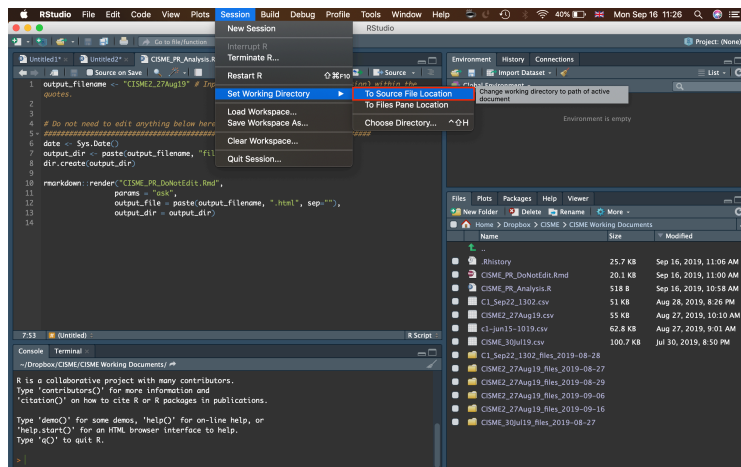 RStudio File Edit Code View Plots Session Build Debug Profile Tools Window Help 40% Mon Sep 16 11:26
RStudio
Go to file/function
Project: (None)
New Session
Interrupt R
Terminate R...
Restart R ⇧⌘F10
Set Working Directory
Load Workspace...
Save Workspace As...
Clear Workspace...
Quit Session...
To Source File Location
To Files Pane Location
Choose Directory... ^⇧H
Change working directory to path of active
document
Untitled1* Untitled2* CISME_PR_Analysis.R
Source on Save
Source
1 output_filename <- "CISME2_27Aug19" # Inp
within the
quotes.
2
3
4 # Do not need to edit anything below here
5 ####
6 date <- Sys.Date()
7 output_dir <- paste(output_filename, "fil
8 dir.create(output_dir)
9
10 rmarkdown::render("CISME_PR_DoNotEdit.Rmd",
11 params = "ask",
12 output_file = paste(output_filename, ".html", sep=""),
13 output_dir = output_dir)
14
7:53 (Untitled) R Script
Console Terminal
~/Dropbox/CISME/CISME Working Documents/
R is a collaborative project with many contributors.
Type 'contributors()' for more information and
'citation()' on how to cite R or R packages in publications.
Type 'demo()' for some demos, 'help()' for on-line help, or
'help.start()' for an HTML browser interface to help.
Type 'q()' to quit R.
>
Environment History Connections
Import Dataset List
Global Environment
Environment is empty
Files Plots Packages Help Viewer
New Folder Delete Rename More
Home > Dropbox > CISME > CISME Working Documents
Name Size Modified
..
.Rhistory 25.7 KB Sep 16, 2019, 11:06 AM
CISME_PR_DoNotEdit.Rmd 20.1 KB Sep 16, 2019, 11:00 AM
CISME_PR_Analysis.R 518 B Sep 16, 2019, 10:58 AM
C1_Sep22_1302.csv 51 KB Aug 28, 2019, 8:26 PM
CISME2_27Aug19.csv 55 KB Aug 27, 2019, 10:10 AM
c1-jun15-1019.csv 62.8 KB Aug 27, 2019, 9:01 AM
CISME_30Jul19.csv 100.7 KB Jul 30, 2019, 8:50 PM
C1_Sep22_1302_files_2019-08-28
CISME2_27Aug19_files_2019-08-27
CISME2_27Aug19_files_2019-08-29
CISME2_27Aug19_files_2019-09-06
CISME2_27Aug19_files_2019-09-16
CISME_30Jul19_files_2019-08-27